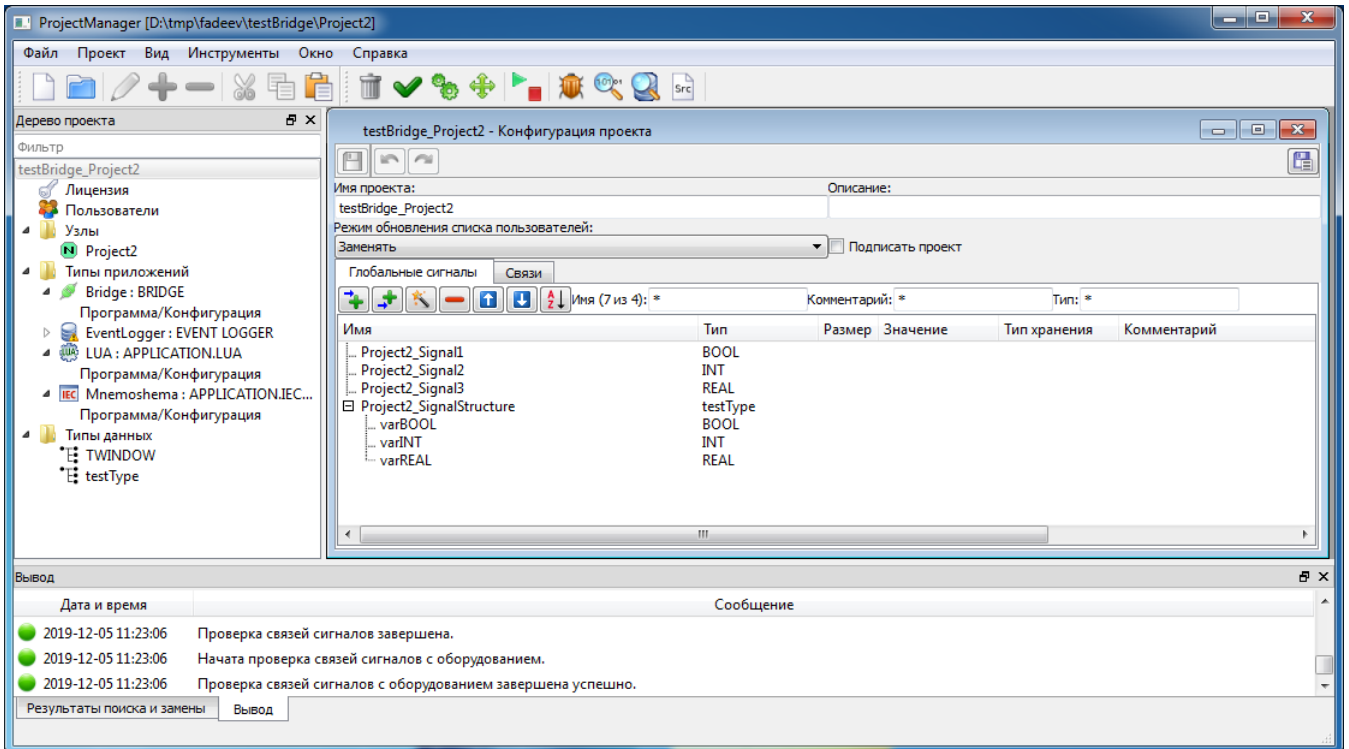 ProjectManager [D:\tmp\fadeev\testBridge\Project2]
Файл Проект Вид Инструменты Окно Справка
101
Src
Дерево проекта
Фильтр
testBridge_Project2
Лицензия
Пользователи
Узлы
N Project2
Типы приложений
Bridge : BRIDGE
Программа/Конфигурация
EventLogger : EVENT LOGGER
LUA LUA : APPLICATION.LUA
Программа/Конфигурация
IEC Mnemoshema : APPLICATION.IEC...
Программа/Конфигурация
Типы данных
TWINDOW
testType
testBridge_Project2 - Конфигурация проекта
Имя проекта: Описание:
testBridge_Project2
Режим обновления списка пользователей:
Заменять Подписать проект
Глобальные сигналы Связи
A Z Имя (7 из 4): * Комментарий: * Тип: *
Имя Тип Размер Значение Тип хранения Комментарий
Project2_Signal1 BOOL
Project2_Signal2 INT
Project2_Signal3 REAL
Project2_SignalStructure testType
varBOOL BOOL
varINT INT
varREAL REAL
Вывод
Дата и время Сообщение
2019-12-05 11:23:06 Проверка связей сигналов завершена.
2019-12-05 11:23:06 Начата проверка связей сигналов с оборудованием.
2019-12-05 11:23:06 Проверка связей сигналов с оборудованием завершена успешно.
Результаты поиска и замены Вывод